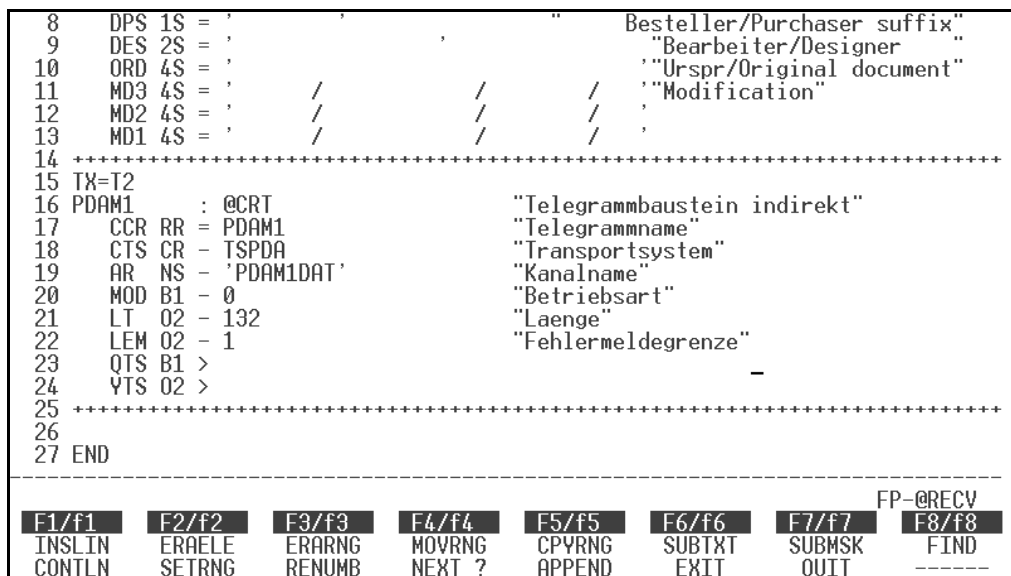 8 DPS 1S = ' ' " Besteller/Purchaser suffix"
9 DES 2S = ' ' "Bearbeiter/Designer "
10 ORD 4S = ' '"Urspr/Original document"
11 MD3 4S = ' / / / '"Modification"
12 MD2 4S = ' / / / '
13 MD1 4S = ' / / / '
14 +++++++++++++++++++++++++++++++++++++++++++++++++++++++++++++++++++++++++++
15 TX=T2
16 PDAM1 : @CRT "Telegrammbaustein indirekt"
17 CCR RR = PDAM1 "Telegrammname"
18 CTS CR - TSPDA "Transportsystem"
19 AR NS - 'PDAM1DAT' "Kanalname"
20 MOD B1 - 0 "Betriebsart"
21 LT O2 - 132 "Laenge"
22 LEM O2 - 1 "Fehlermeldegrenze"
23 QTS B1 > _
24 YTS O2 >
25 +++++++++++++++++++++++++++++++++++++++++++++++++++++++++++++++++++++++++++
26
27 END
--------------------------------------------------------------------------------
FP-@RECV
F1/f1 F2/f2 F3/f3 F4/f4 F5/f5 F6/f6 F7/f7 F8/f8
INSLIN ERAELE ERARNG MOVRNG CPYRNG SUBTXT SUBMSK FIND
CONTLN SETRNG RENUMB NEXT ? APPEND EXIT QUIT ------